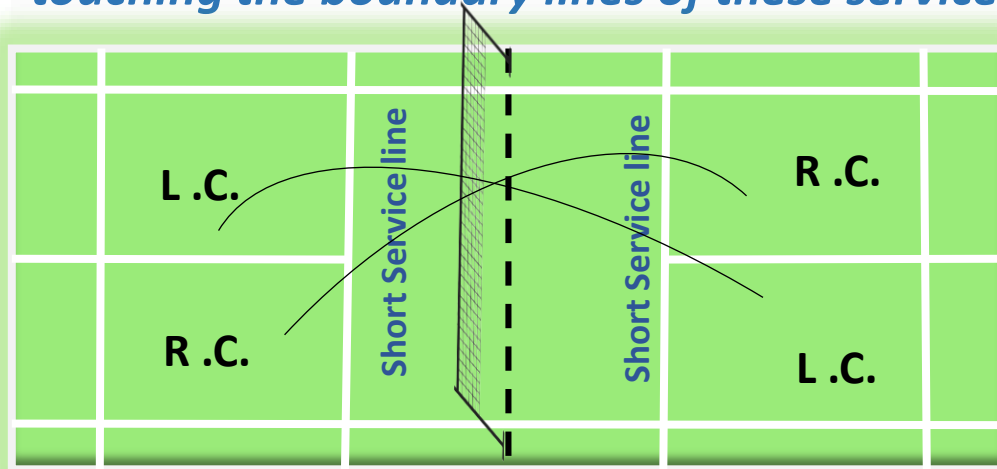 touching the boundary lines of these service
L .C.
R .C.
Short Service line
Short Service line
R .C.
L .C.